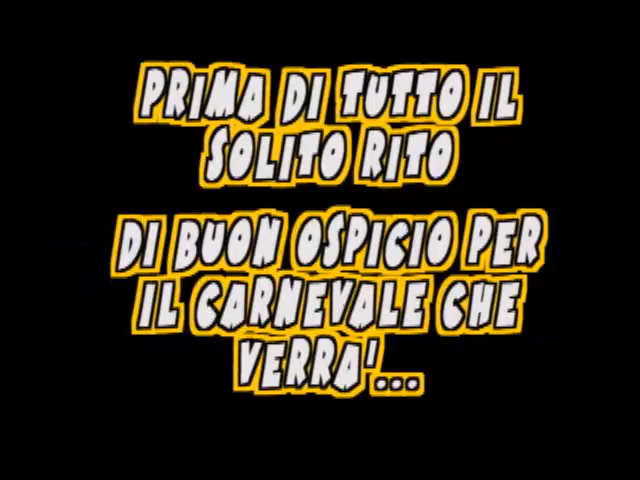 PRIMA DI TUTTO IL
SOLITO RITO
DI BUON OSPICIO PER
IL CARNEVALE CHE
VERRA'...